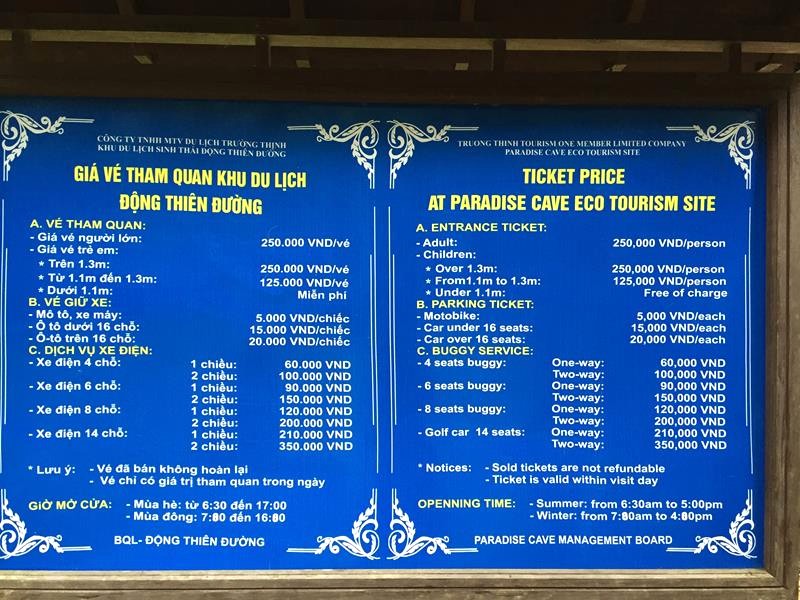 CÔNG TY TNHH MTV DU LỊCH TRƯỜNG THỊNH
KHU DU LỊCH SINH THÁI ĐỘNG THIÊN ĐƯỜNG
GIÁ VÉ THAM QUAN KHU DU LỊCH
ĐỘNG THIÊN ĐƯỜNG
A. VÉ THAM QUAN:
- Giá vé người lớn: 250.000 VND/vé
- Giá vé trẻ em:
* Trên 1.3m: 250.000 VND/vé
* Từ 1.1m đến 1.3m: 125.000 VND/vé
* Dưới 1.1m: Miễn phí
B. VÉ GIỮ XE:
- Mô tô, xe máy: 5.000 VND/chiếc
- Ô tô dưới 16 chỗ: 15.000 VND/chiếc
- Ô-tô trên 16 chỗ: 20.000 VND/chiếc
C. DỊCH VỤ XE ĐIỆN:
- Xe điện 4 chỗ: 1 chiều: 60.000 VND
2 chiều: 100.000 VND
- Xe điện 6 chỗ: 1 chiều: 90.000 VND
2 chiều: 150.000 VND
- Xe điện 8 chỗ: 1 chiều: 120.000 VND
2 chiều: 200.000 VND
- Xe điện 14 chỗ: 1 chiều: 210.000 VND
2 chiều: 350.000 VND
* Lưu ý: - Vé đã bán không hoàn lại
- Vé chỉ có giá trị tham quan trong ngày
GIỜ MỞ CỬA: - Mùa hè: từ 6:30 đến 17:00
- Mùa đông: 7:00 đến 16:00
BQL- ĐỘNG THIÊN ĐƯỜNG
TRUONG THINH TOURISM ONE MEMBER LIMITED COMPANY
PARADISE CAVE ECO TOURISM SITE
TICKET PRICE
AT PARADISE CAVE ECO TOURISM SITE
A. ENTRANCE TICKET:
- Adult: 250,000 VND/person
- Children:
* Over 1.3m: 250,000 VND/person
* From1.1m to 1.3m: 125,000 VND/person
* Under 1.1m: Free of charge
B. PARKING TICKET:
- Motobike: 5,000 VND/each
- Car under 16 seats: 15,000 VND/each
- Car over 16 seats: 20,000 VND/each
C. BUGGY SERVICE:
- 4 seats buggy: One-way: 60,000 VND
Two-way: 100,000 VND
- 6 seats buggy: One-way: 90,000 VND
Two-way: 150,000 VND
- 8 seats buggy: One-way: 120,000 VND
Two-way: 200,000 VND
- Golf car 14 seats: One-way: 210,000 VND
Two-way: 350,000 VND
* Notices: - Sold tickets are not refundable
- Ticket is valid within visit day
OPENNING TIME: - Summer: from 6:30am to 5:00pm
- Winter: from 7:00am to 4:00pm
PARADISE CAVE MANAGEMENT BOARD